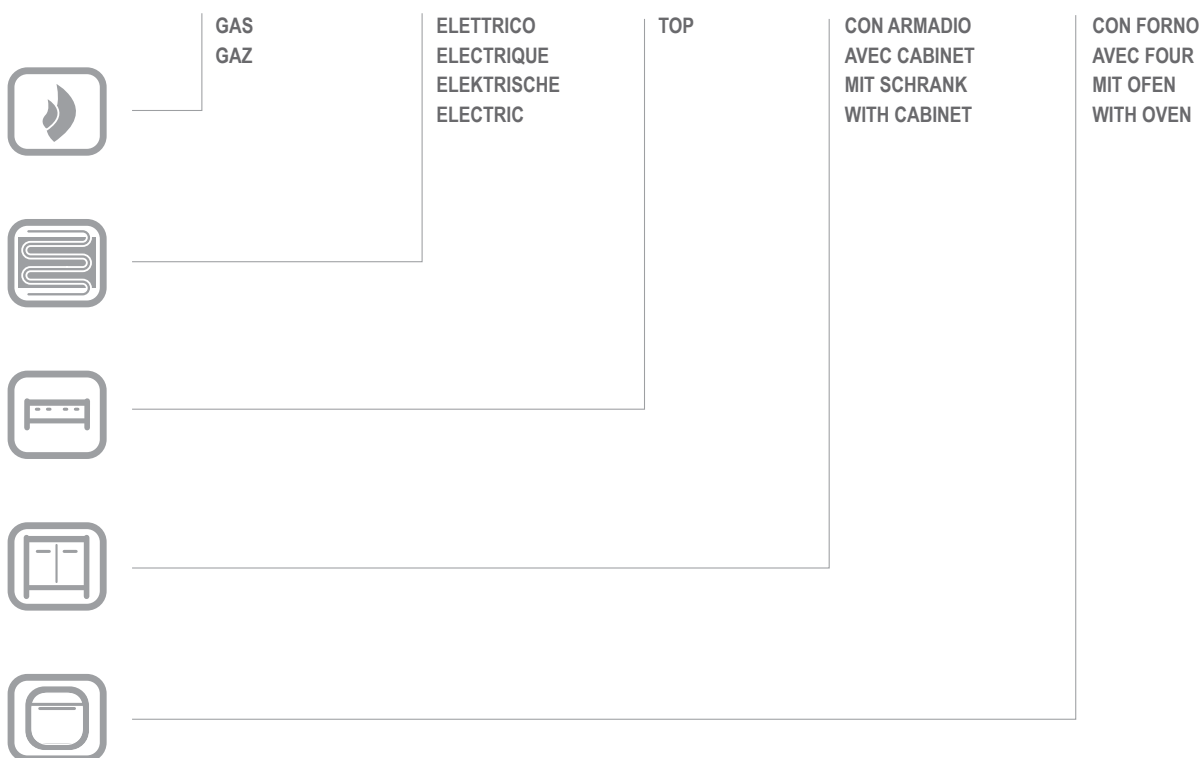 GAS
GAZ
ELETTRICO
ELECTRIQUE
ELEKTRISCHE
ELECTRIC
TOP
CON ARMADIO
AVEC CABINET
MIT SCHRANK
WITH CABINET
CON FORNO
AVEC FOUR
MIT OFEN
WITH OVEN